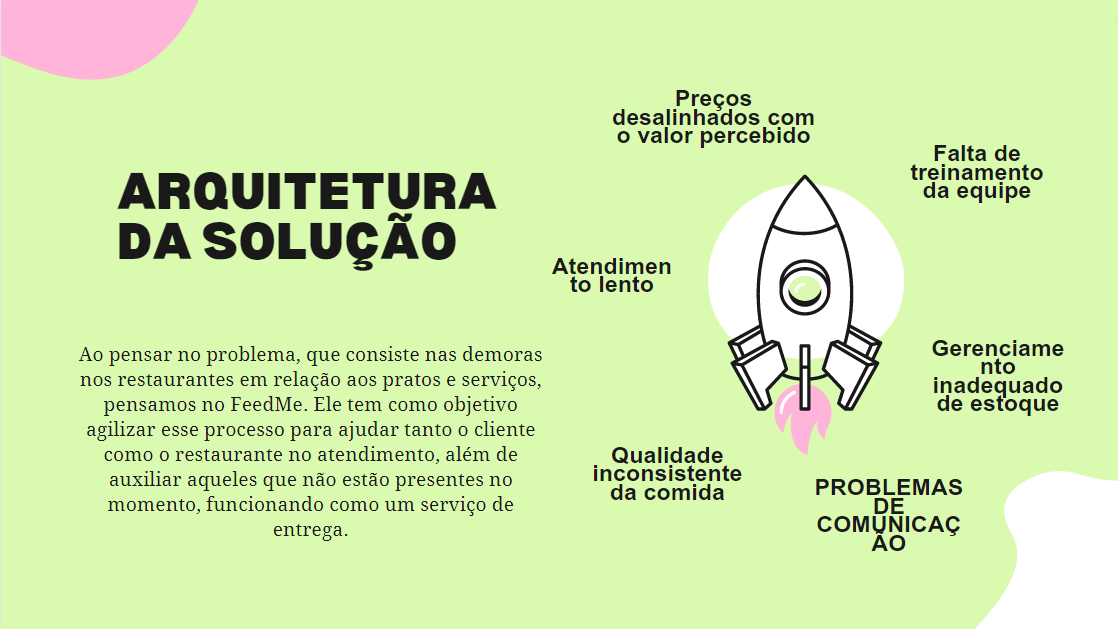 ARQUITETURA
DA SOLUÇÃO
Ao pensar no problema, que consiste nas demoras
nos restaurantes em relação aos pratos e serviços,
pensamos no FeedMe. Ele tem como objetivo
agilizar esse processo para ajudar tanto o cliente
como o restaurante no atendimento, além de
auxiliar aqueles que não estão presentes no
momento, funcionando como um serviço de
entrega.
Preços
desalinhados com
o valor percebido
Falta de
treinamento
da equipe
Atendimen
to lento
Gerenciame
nto
inadequado
de estoque
Qualidade
inconsistente
da comida
PROBLEMAS
DE
COMUNICAÇ
ÃO